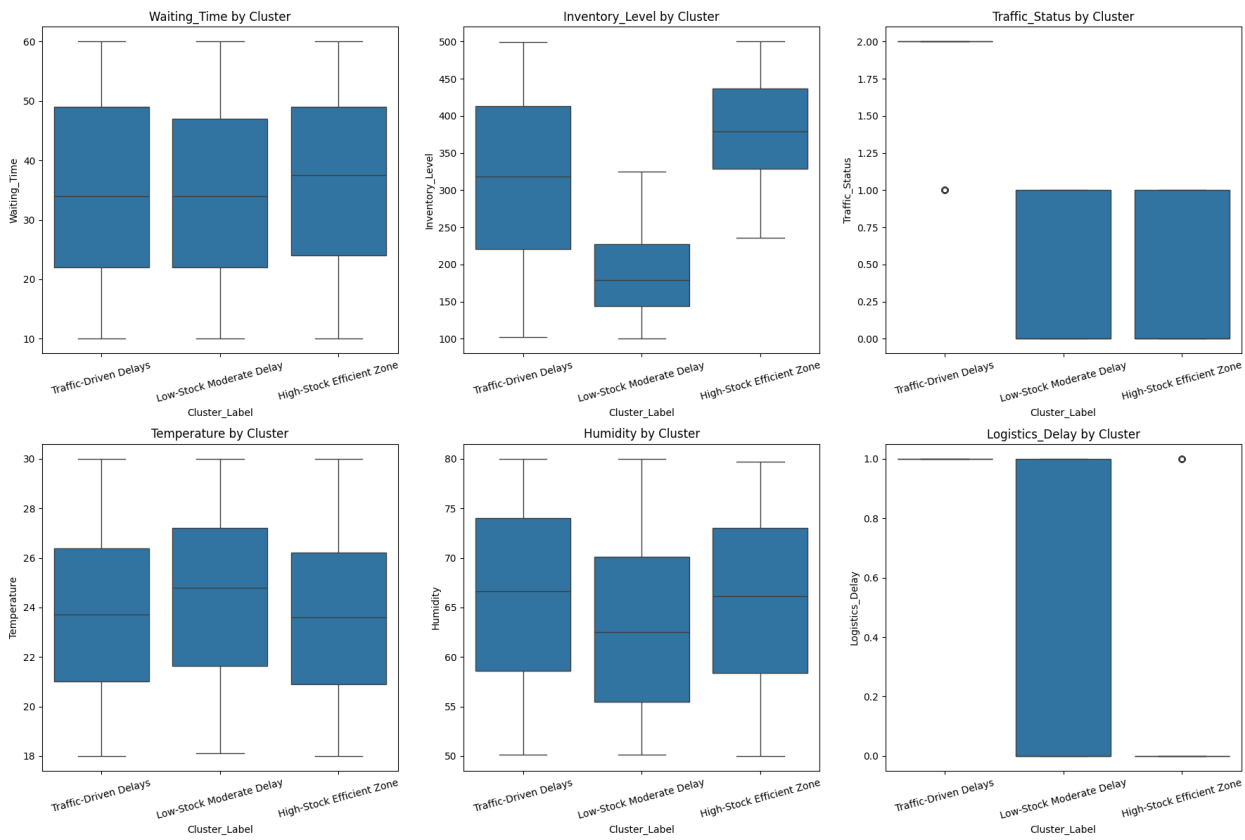 Waiting_Time by Cluster
Waiting_Time
60
50
40
30
20
10
Traffic-Driven Delays
Low-Stock Moderate Delay
High-Stock Efficient Zone
Cluster_Label
Inventory_Level by Cluster
Inventory_Level
500
450
400
350
300
250
200
150
100
Traffic-Driven Delays
Low-Stock Moderate Delay
High-Stock Efficient Zone
Cluster_Label
Traffic_Status by Cluster
Traffic_Status
2.00
1.75
1.50
1.25
1.00
0.75
0.50
0.25
0.00
Traffic-Driven Delays
Low-Stock Moderate Delay
High-Stock Efficient Zone
Cluster_Label
Temperature by Cluster
Temperature
30
28
26
24
22
20
18
Traffic-Driven Delays
Low-Stock Moderate Delay
High-Stock Efficient Zone
Cluster_Label
Humidity by Cluster
Humidity
80
75
70
65
60
55
50
Traffic-Driven Delays
Low-Stock Moderate Delay
High-Stock Efficient Zone
Cluster_Label
Logistics_Delay by Cluster
Logistics_Delay
1.0
0.8
0.6
0.4
0.2
0.0
Traffic-Driven Delays
Low-Stock Moderate Delay
High-Stock Efficient Zone
Cluster_Label